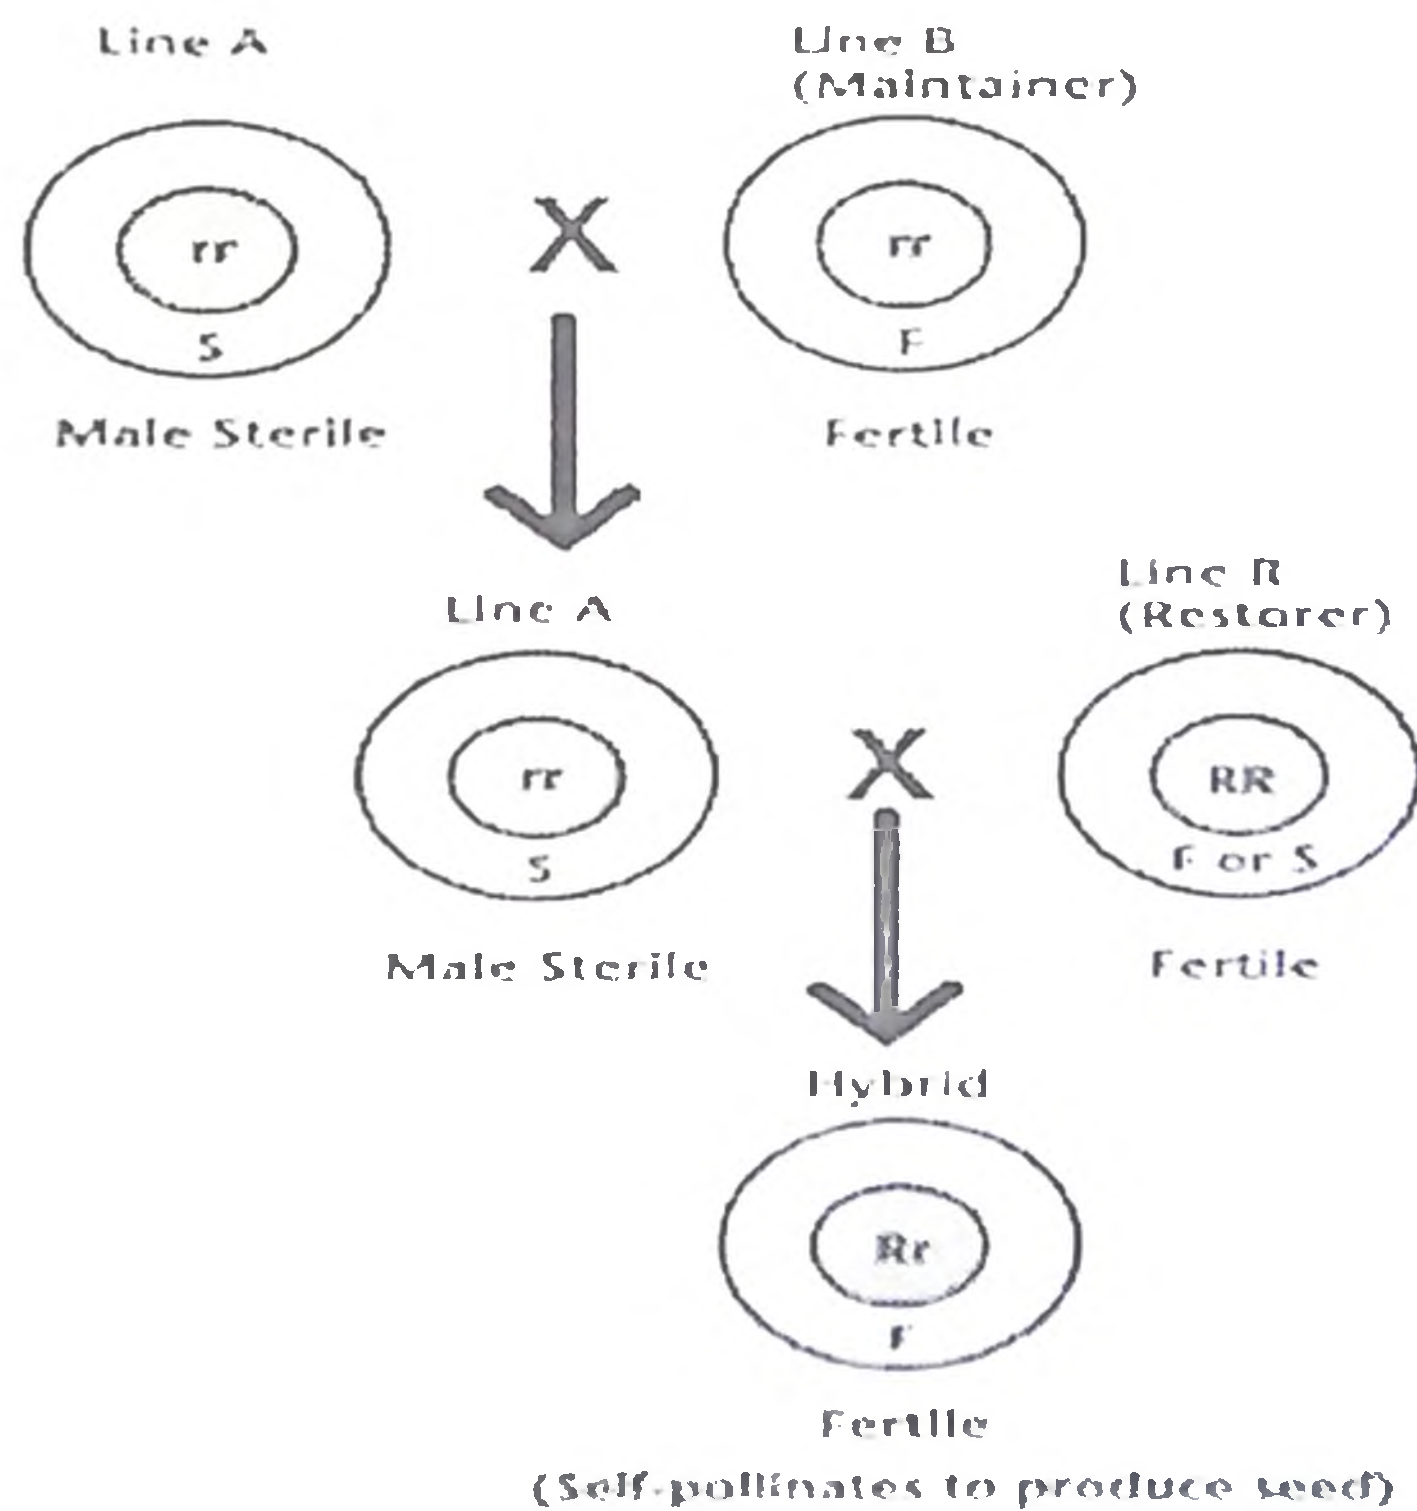 Line A
Line B
(Maintainer)
rr
X
rr
S
F
Male Sterile
Fertile
Line A
Line R
(Restorer)
rr
X
RR
S
F or S
Male Sterile
Fertile
Hybrid
Rr
F
Fertile
(Self-pollinates to produce seed)